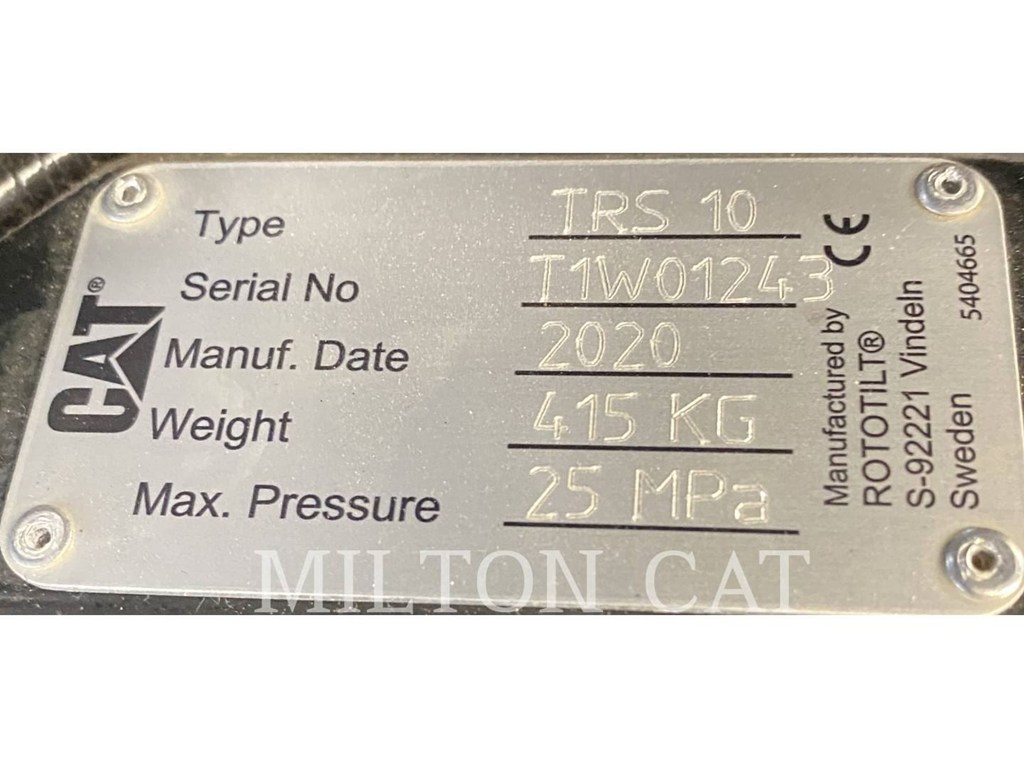 CAT®
Type TRS 10
Serial No T1W01243
Manuf. Date 2020
Weight 415 KG
Max. Pressure 25 MPa
CE
Manufactured by
ROTOTILT®
S-92221 Vindeln
Sweden 5404665
MILTON CAT